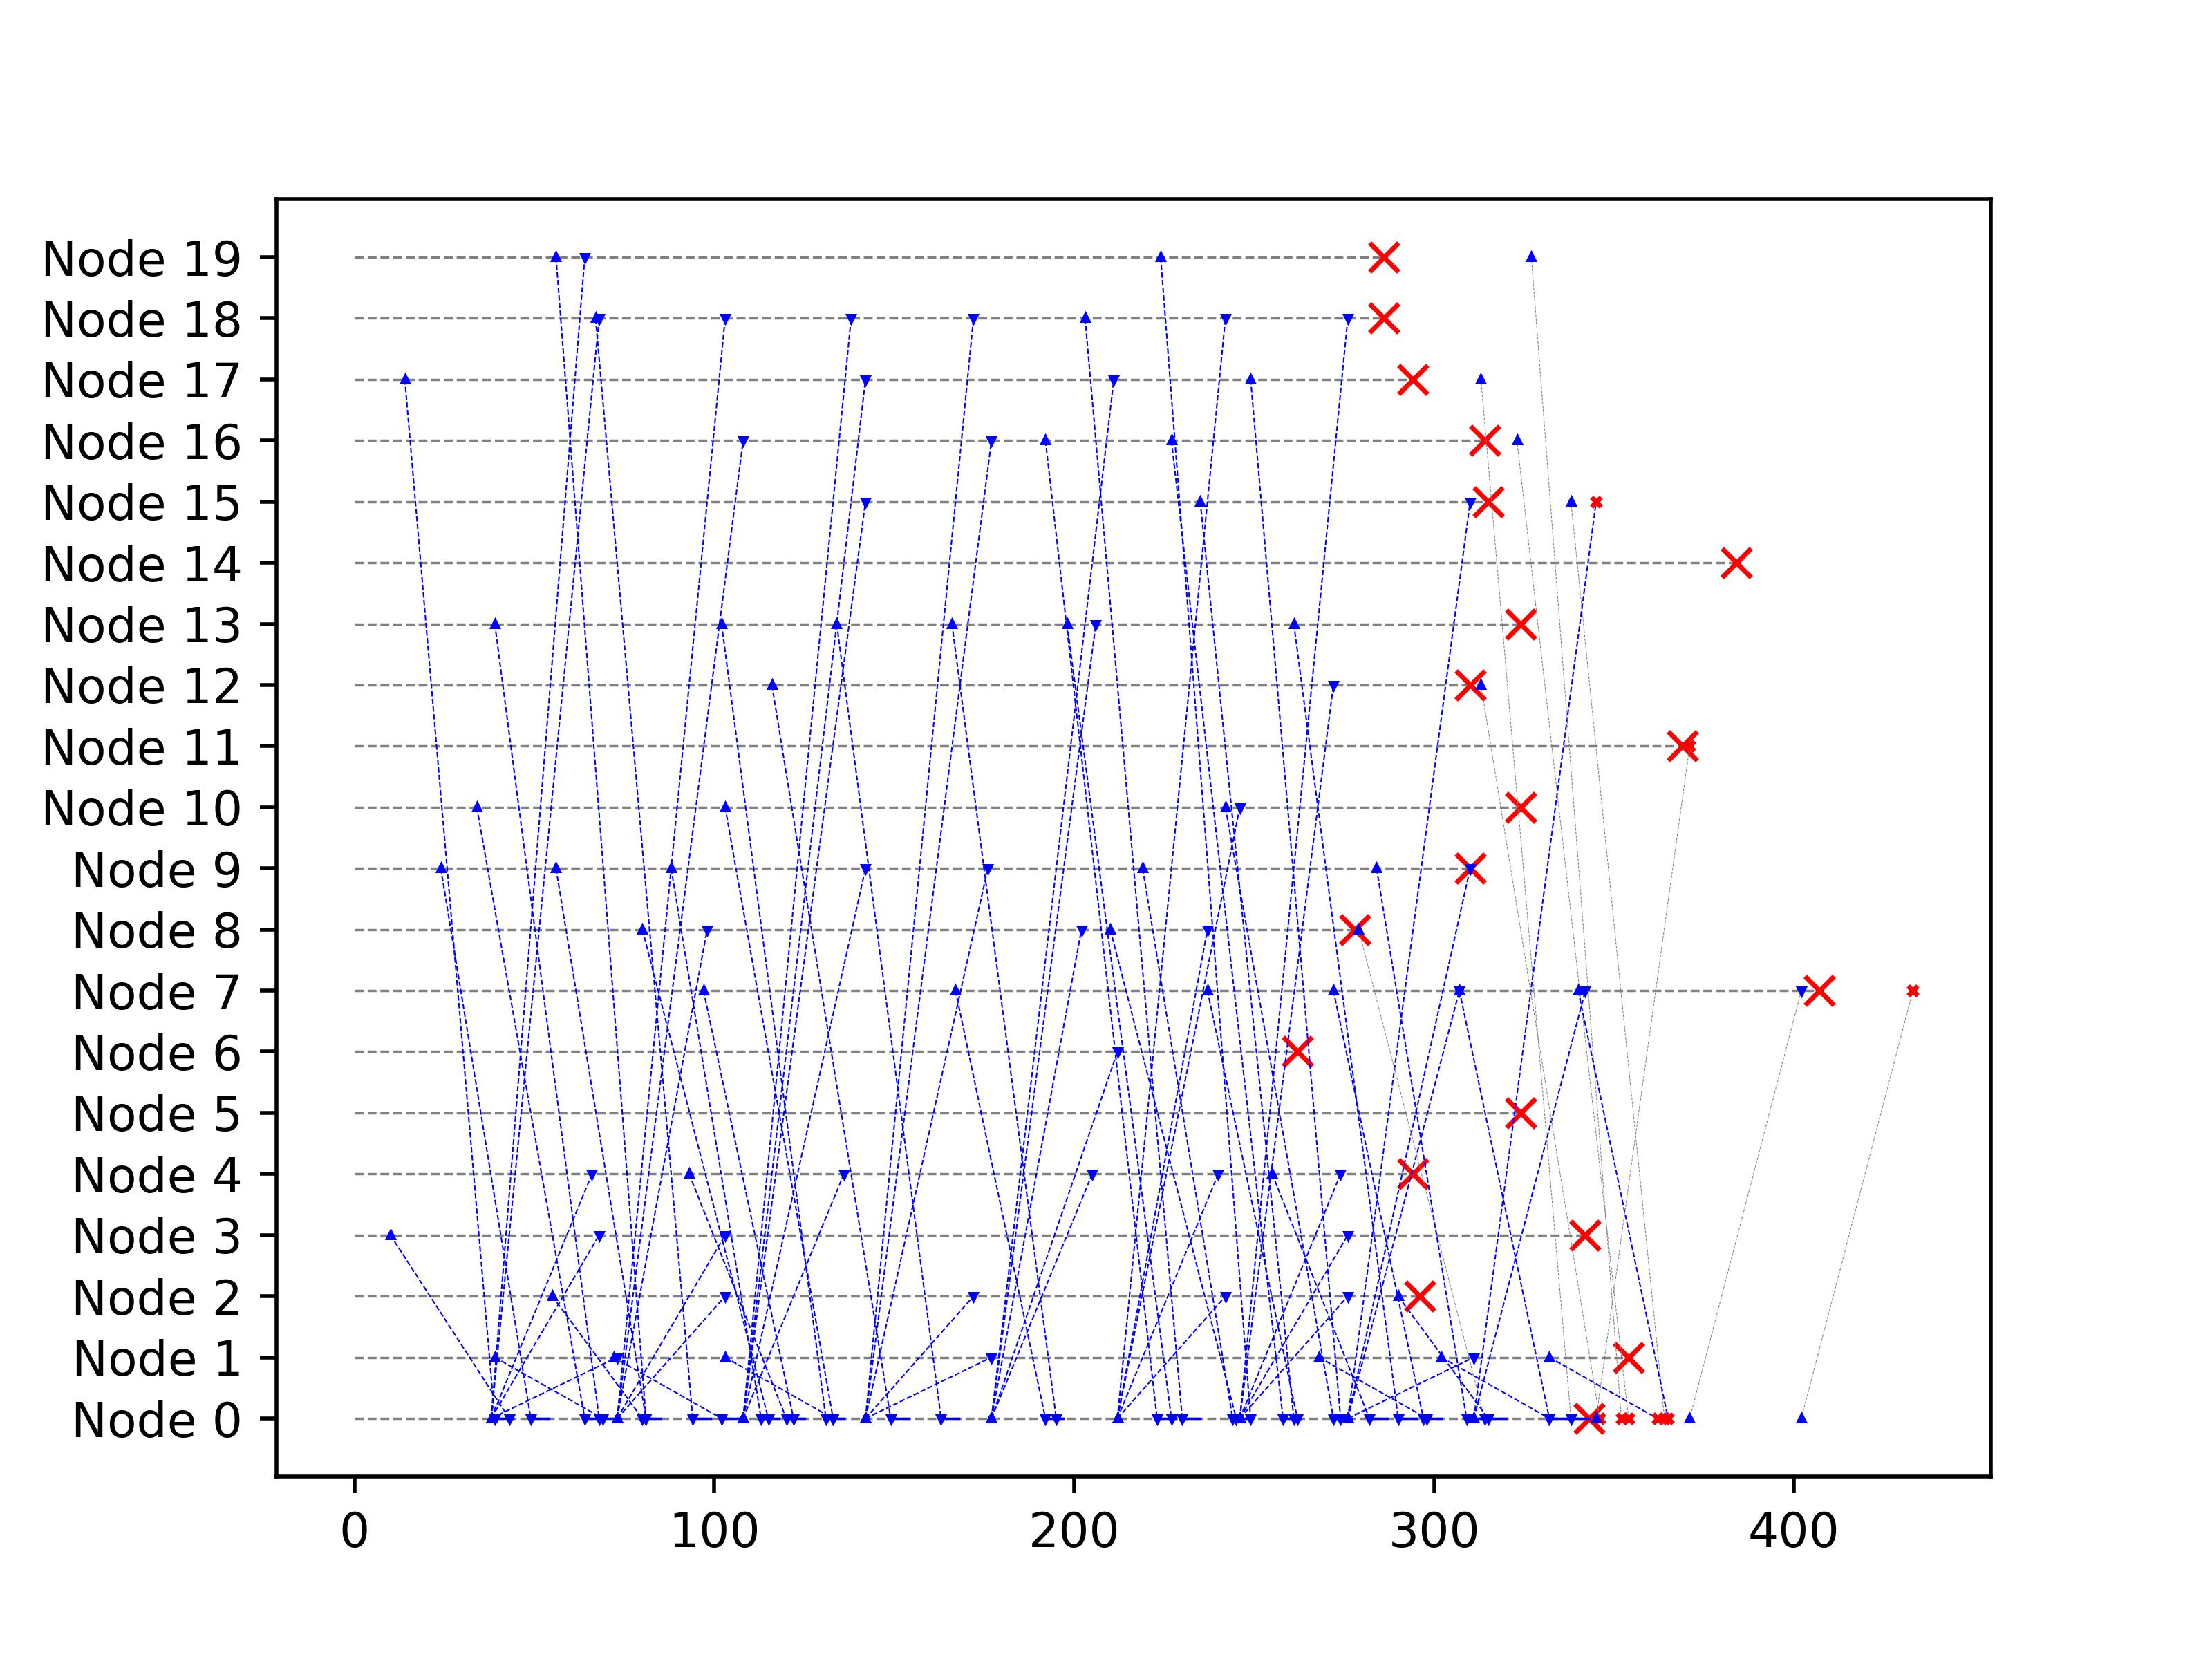 Node 19
Node 18
Node 17
Node 16
Node 15
Node 14
Node 13
Node 12
Node 11
Node 10
Node 9
Node 8
Node 7
Node 6
Node 5
Node 4
Node 3
Node 2
Node 1
Node 0
0 100 200 300 400